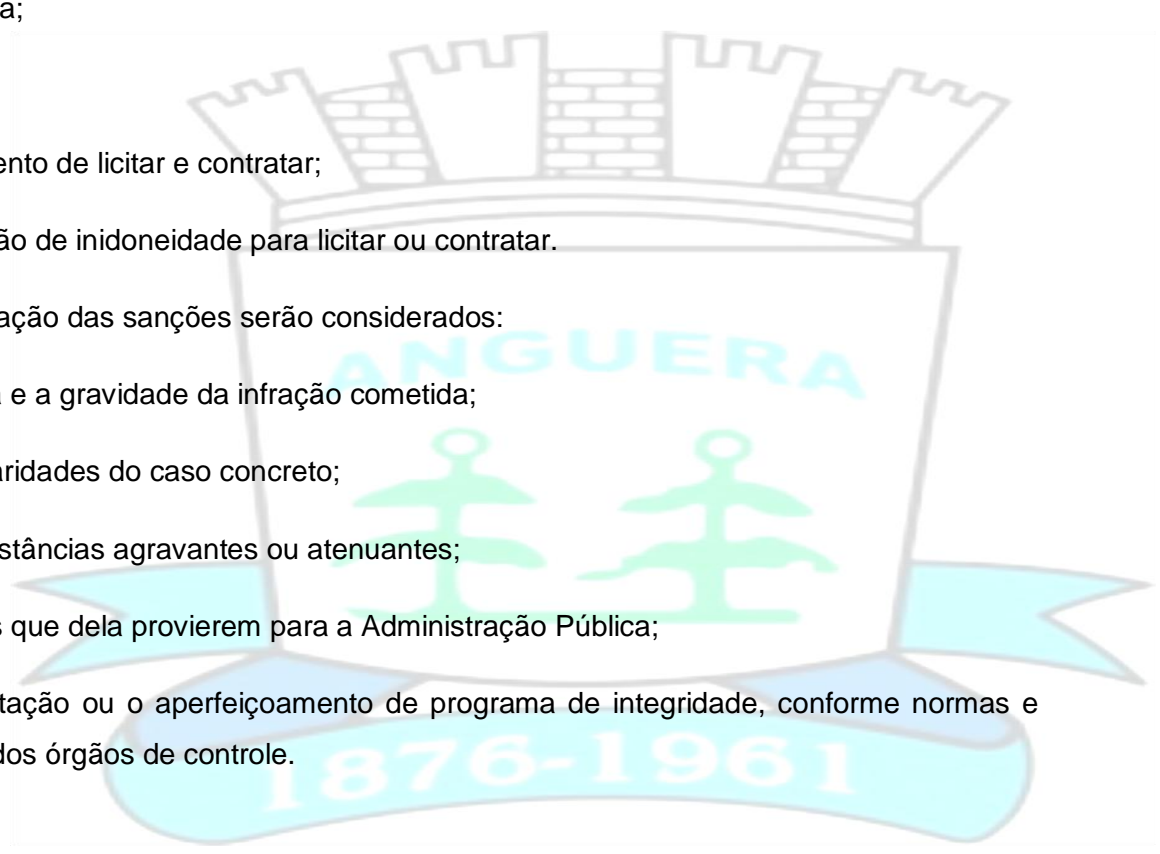 a;
ento de licitar e contratar;
ão de inidoneidade para licitar ou contratar.
ação das sanções serão considerados:
ANGUERA
a e a gravidade da infração cometida;
aridades do caso concreto;
stâncias agravantes ou atenuantes;
s que dela provierem para a Administração Pública;
tação ou o aperfeiçoamento de programa de integridade, conforme normas e
dos órgãos de controle.
1876-1961